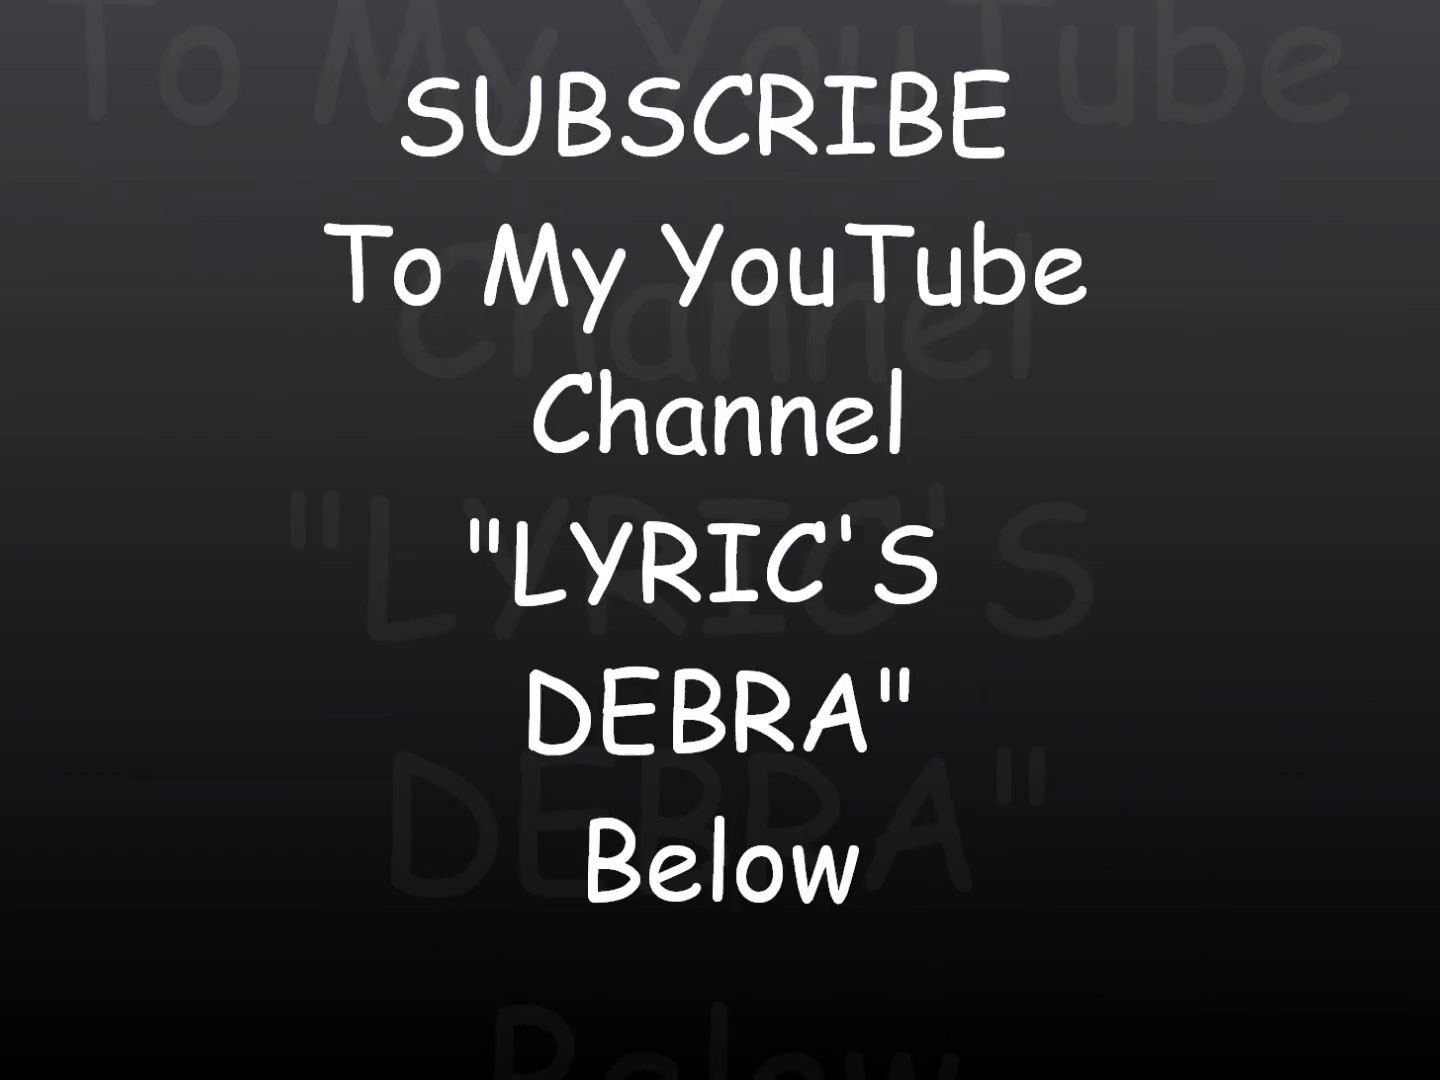 SUBSCRIBE
To My YouTube
Channel
"LYRIC'S
DEBRA"
Below